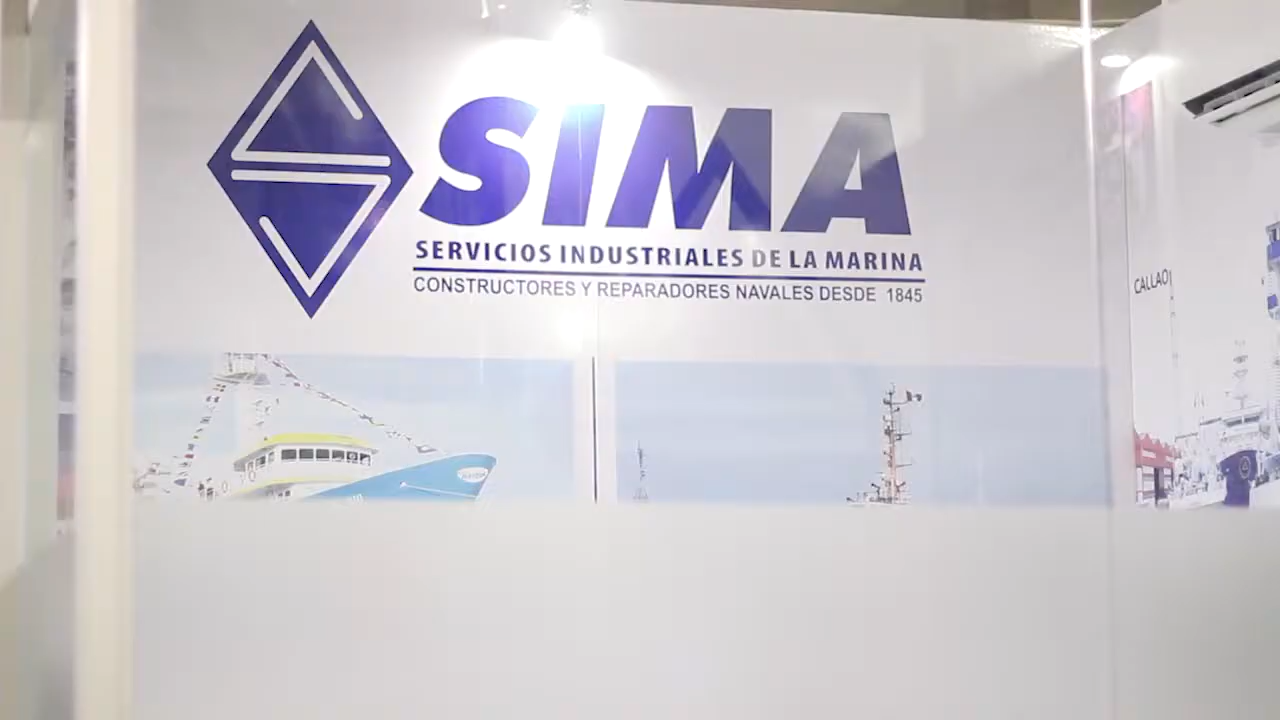 SIMA
SERVICIOS INDUSTRIALES DE LA MARINA
CONSTRUCTORES Y REPARADORES NAVALES DESDE 1845
CALLAO